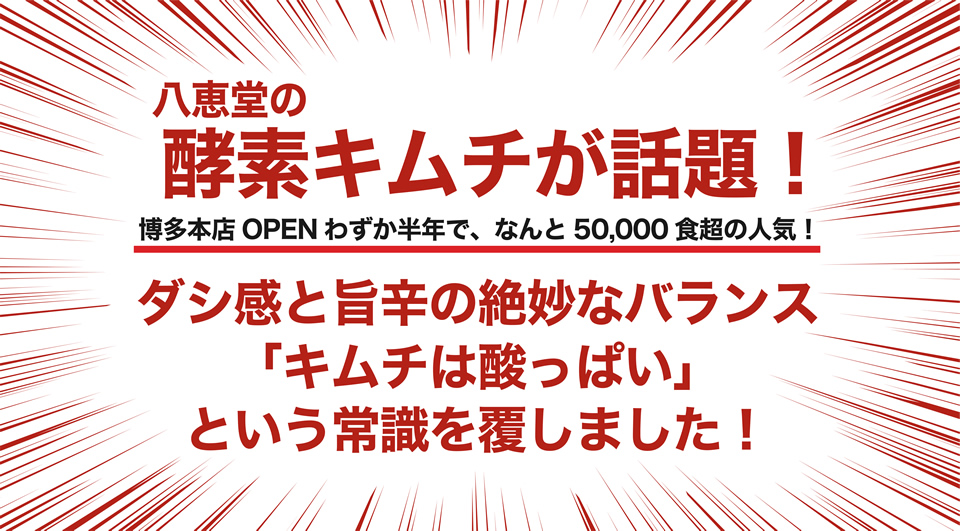 八恵堂の
酵素キムチが話題！
博多本店 OPEN わずか半年で、なんと 50,000 食超の人気！
ダシ感と旨辛の絶妙なバランス
「キムチは酸っぱい」
という常識を覆しました！